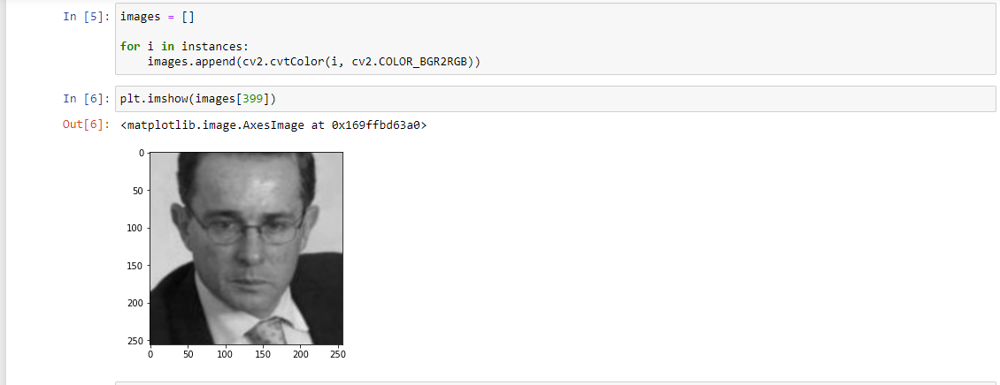 In [5]: images = []
for i in instances:
images.append(cv2.cvtColor(i, cv2.COLOR_BGR2RGB))
In [6]: plt.imshow(images[399])
Out[6]: <matplotlib.image.AxesImage at 0x169ffbd63a0>
0
50
100
150
200
250
0 50 100 150 200 250